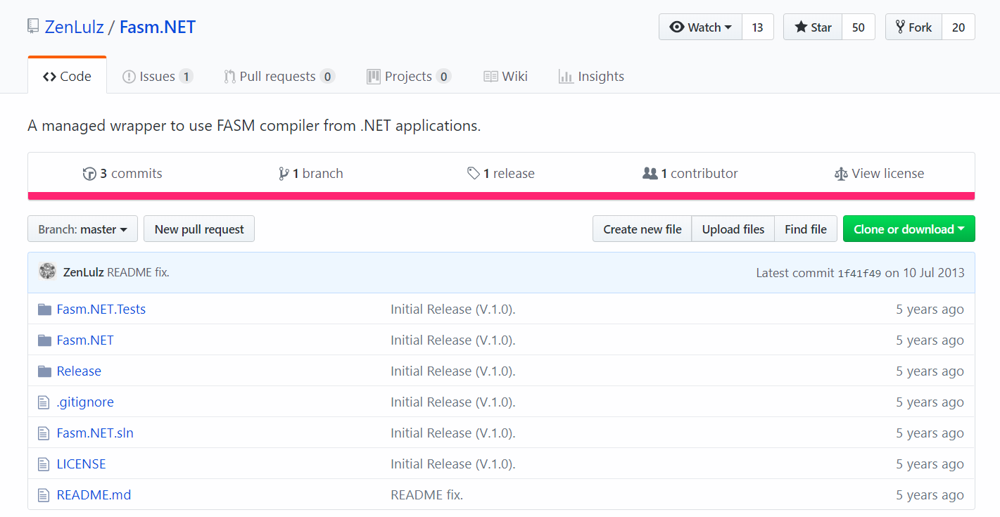 ZenLulz / Fasm.NET Watch 13 Star 50 Fork 20
Code Issues 1 Pull requests 0 Projects 0 Wiki Insights
A managed wrapper to use FASM compiler from .NET applications.
3 commits 1 branch 1 release 1 contributor View license
Branch: master New pull request Create new file Upload files Find file Clone or download
ZenLulz README fix. Latest commit 1f41f49 on 10 Jul 2013
Fasm.NET.Tests Initial Release (V.1.0). 5 years ago
Fasm.NET Initial Release (V.1.0). 5 years ago
Release Initial Release (V.1.0). 5 years ago
.gitignore Initial Release (V.1.0). 5 years ago
Fasm.NET.sln Initial Release (V.1.0). 5 years ago
LICENSE Initial Release (V.1.0). 5 years ago
README.md README fix. 5 years ago